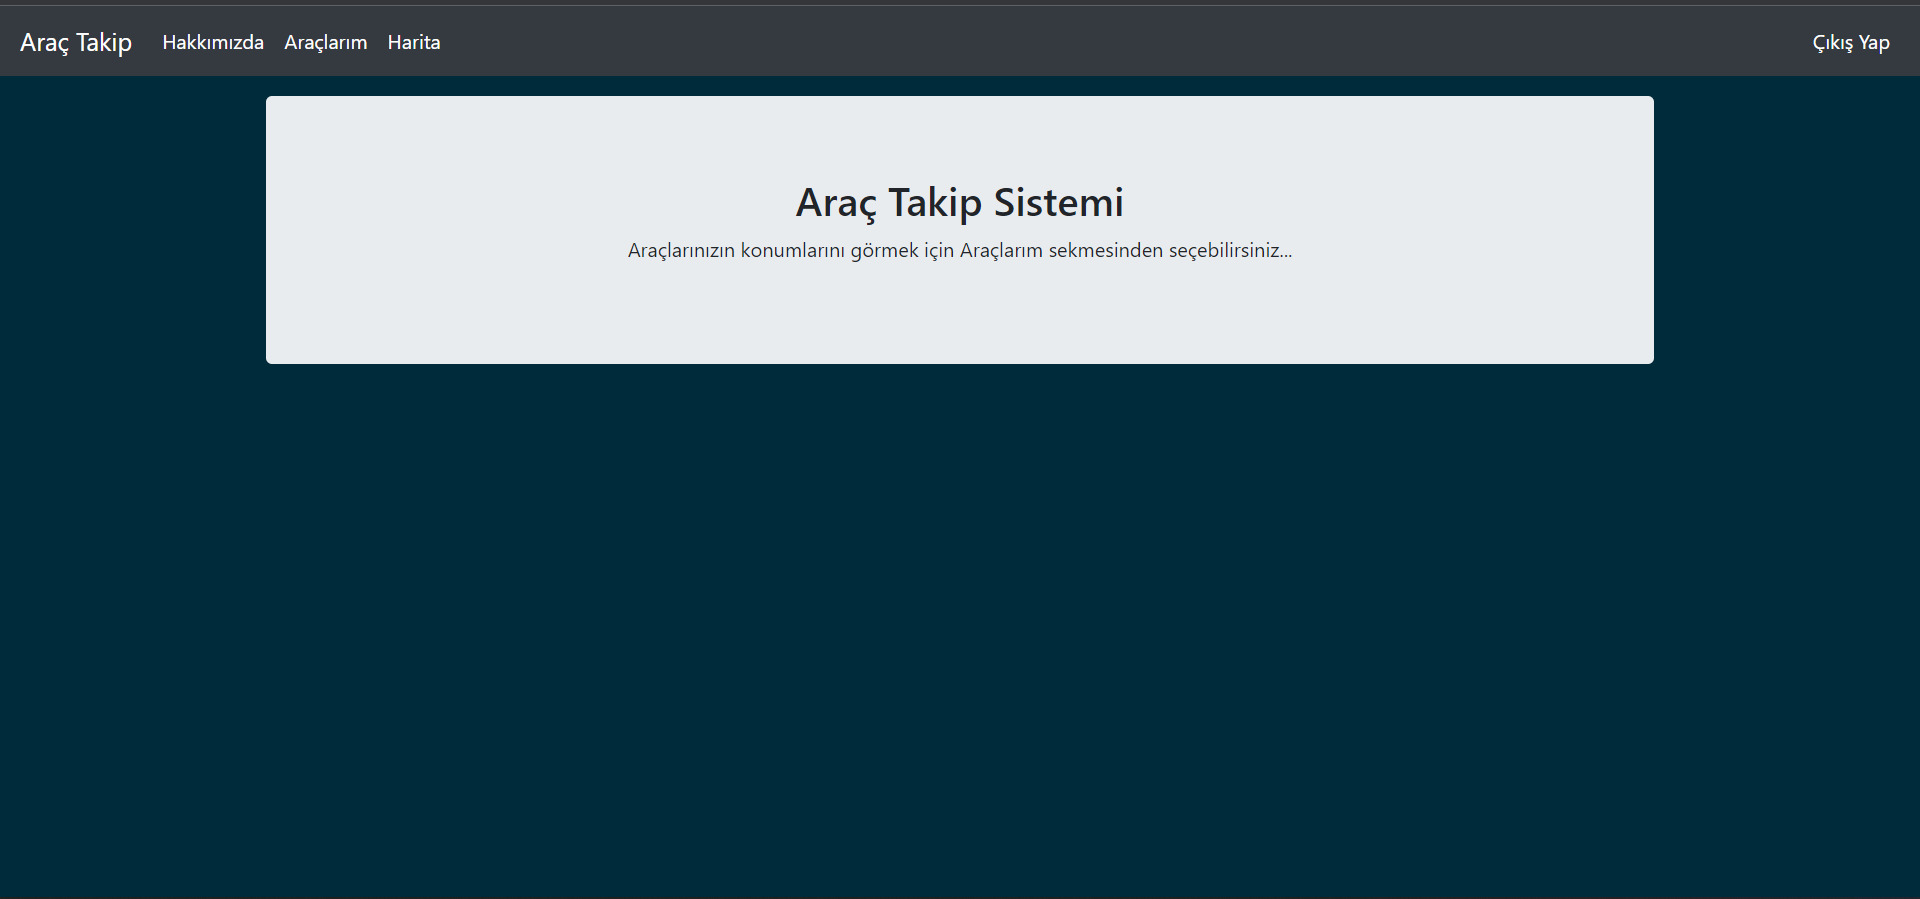 Araç Takip Hakkımızda Araçlarım Harita Çıkış Yap
Araç Takip Sistemi
Araçlarınızın konumlarını görmek için Araçlarım sekmesinden seçebilirsiniz...